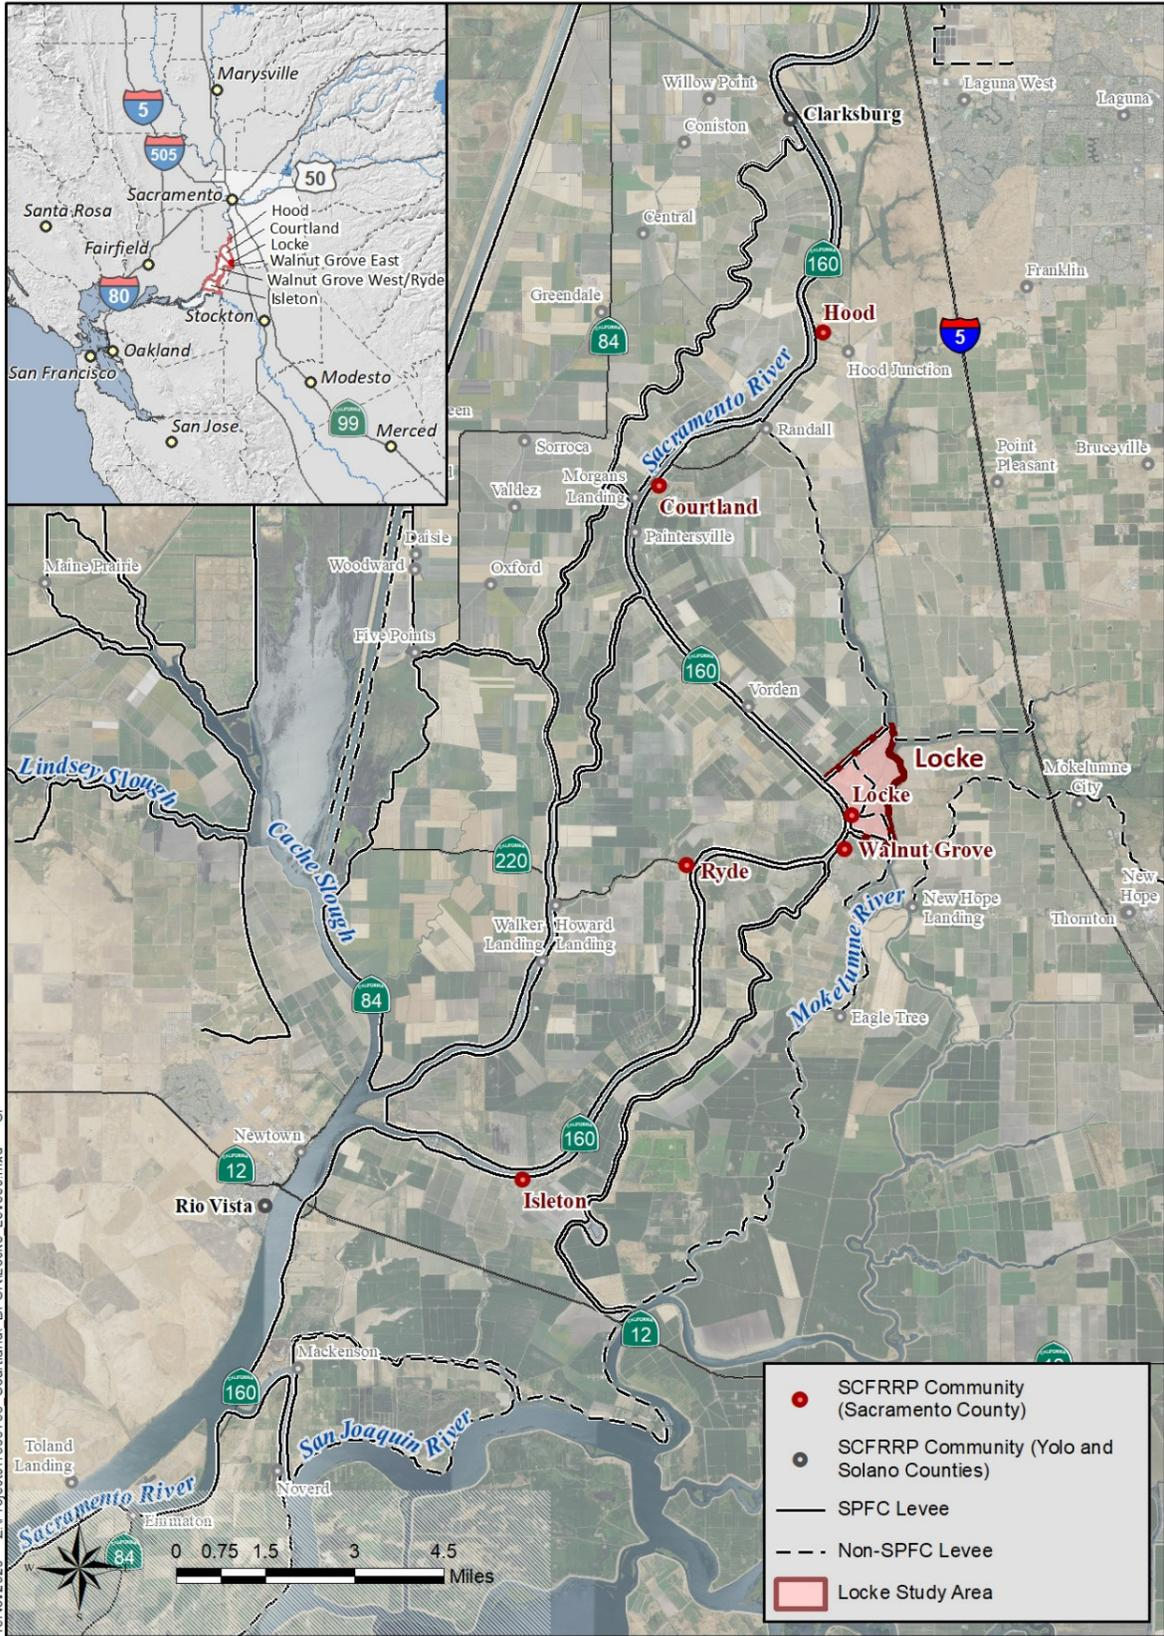 Marysville
5
505
50
Sacramento
Santa Rosa
Hood
Courtland
Locke
Fairfield
Walnut Grove East
Walnut Grove West/Ryde
80
Isleton
Stockton
Oakland
San Francisco
Modesto
99
San Jose
Merced
Willow Point
Laguna West
Laguna
Clarksburg
Coniston
Central
160
Franklin
Greendale
Hood
84
5
Hood Junction
Sacramento River
een
Randall
Sorroca
Point
Pleasant
Bruceville
Morgans
Landing
Valdez
Courtland
Paintersville
Daisie
Woodward
Maine Prairie
Oxford
Five Points
160
Vorden
Locke
Lindsey Slough
Mokelumne
City
Locke
Cache Slough
Walnut Grove
220
Ryde
New
Hope
New Hope
Landing
Thornton
Walker
Landing
Howard
Landing
Mokelumne River
84
Eagle Tree
Newtown
160
12
Rio Vista
Isleton
12
Mackenson
160
San Joaquin River
Toland
Landing
Noverd
Sacramento River
Emmaton
84
W
S
0 0.75 1.5 3 4.5
Miles
SCFRRP Community
(Sacramento County)
SCFRRP Community (Yolo and
Solano Counties)
SPFC Levee
Non-SPFC Levee
Locke Study Area